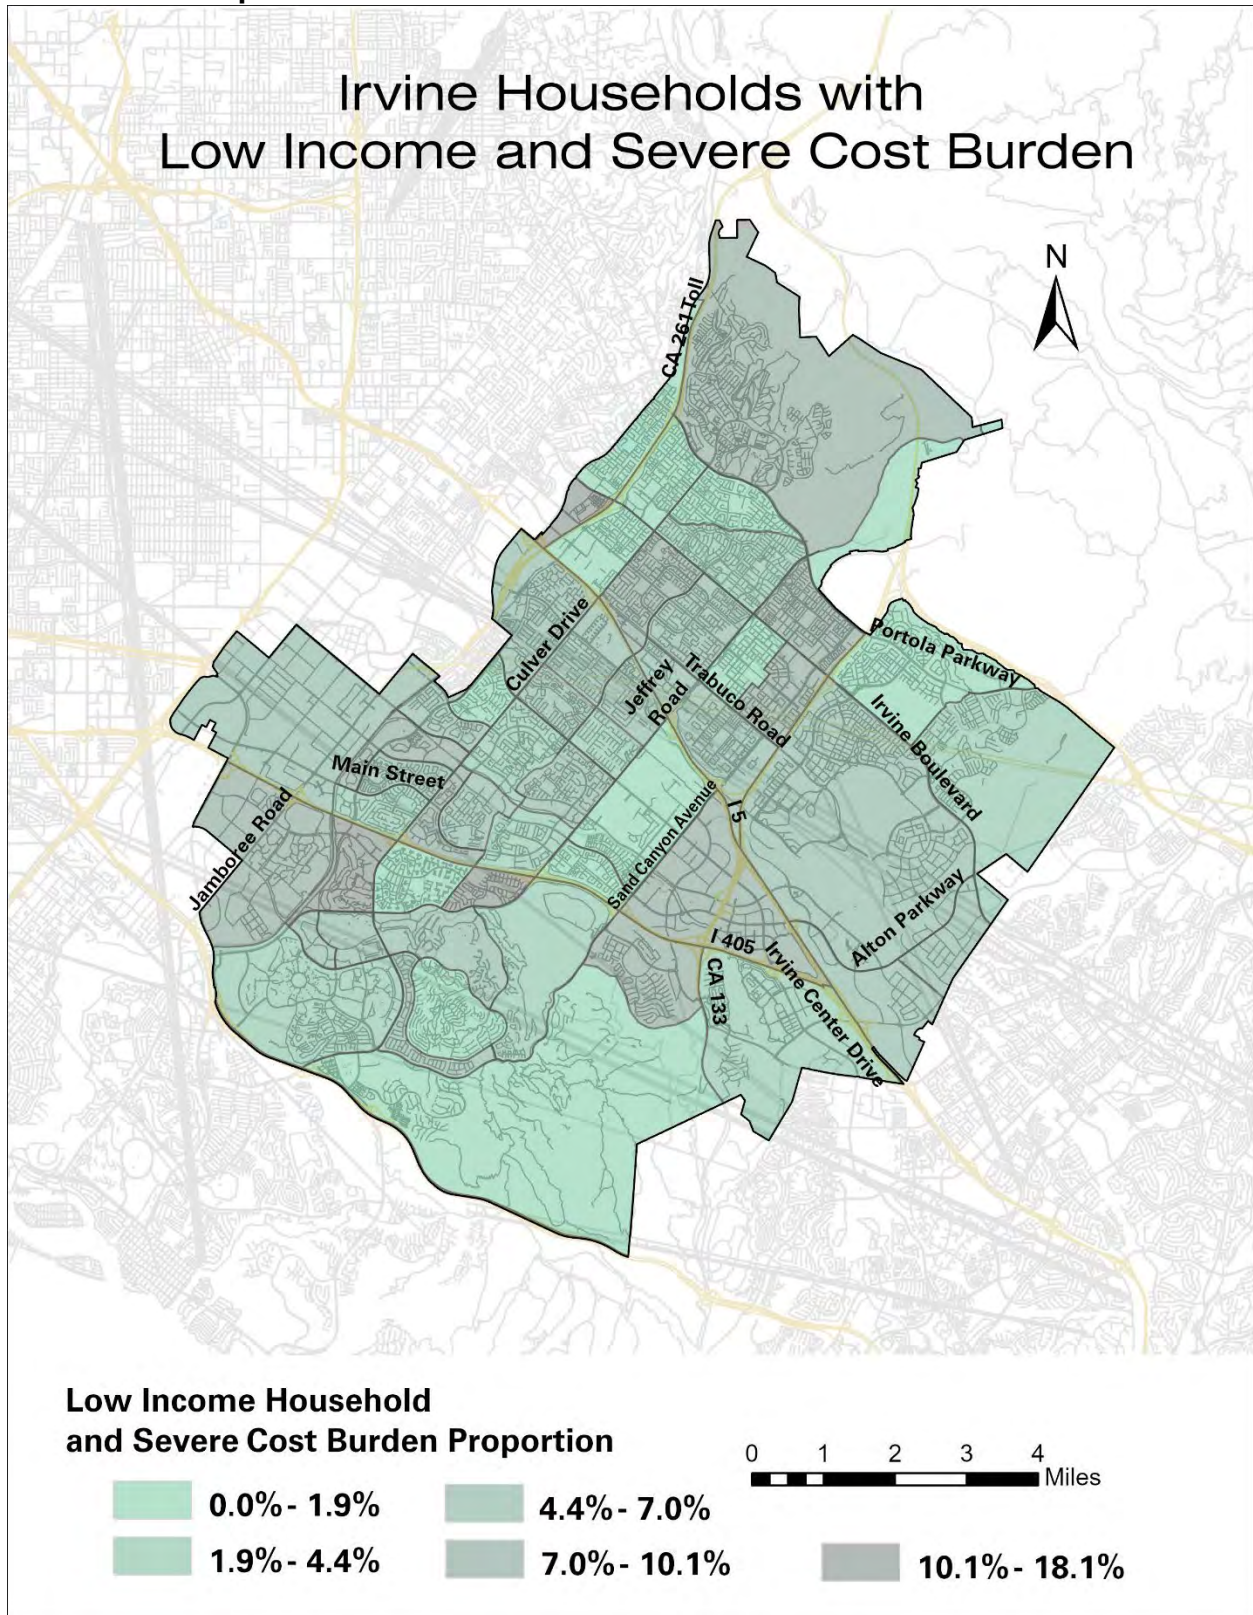 Irvine Households with
Low Income and Severe Cost Burden
N
CA 261 Toll
Culver Drive
Portola Parkway
Jeffrey
Road
Trabuco Road
Irvine Boulevard
Main Street
Jamboree Road
I 5
Sand Canyon Avenue
Alton Parkway
I 405
Irvine Center Drive
CA 133
Low Income Household
and Severe Cost Burden Proportion
0 1 2 3 4
Miles
0.0% - 1.9%
4.4% - 7.0%
1.9% - 4.4%
7.0% - 10.1%
10.1% - 18.1%